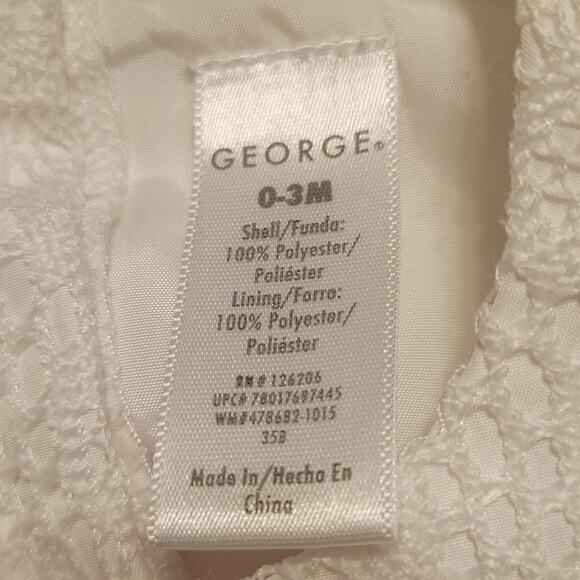 GEORGE®
0-3M
Shell/Funda:
100% Polyester/
Poliéster
Lining/Forro:
100% Polyester/
Poliéster
RN# 126206
UPC# 78017697445
WM#478682-1015
35B
Made In/Hecho En
China